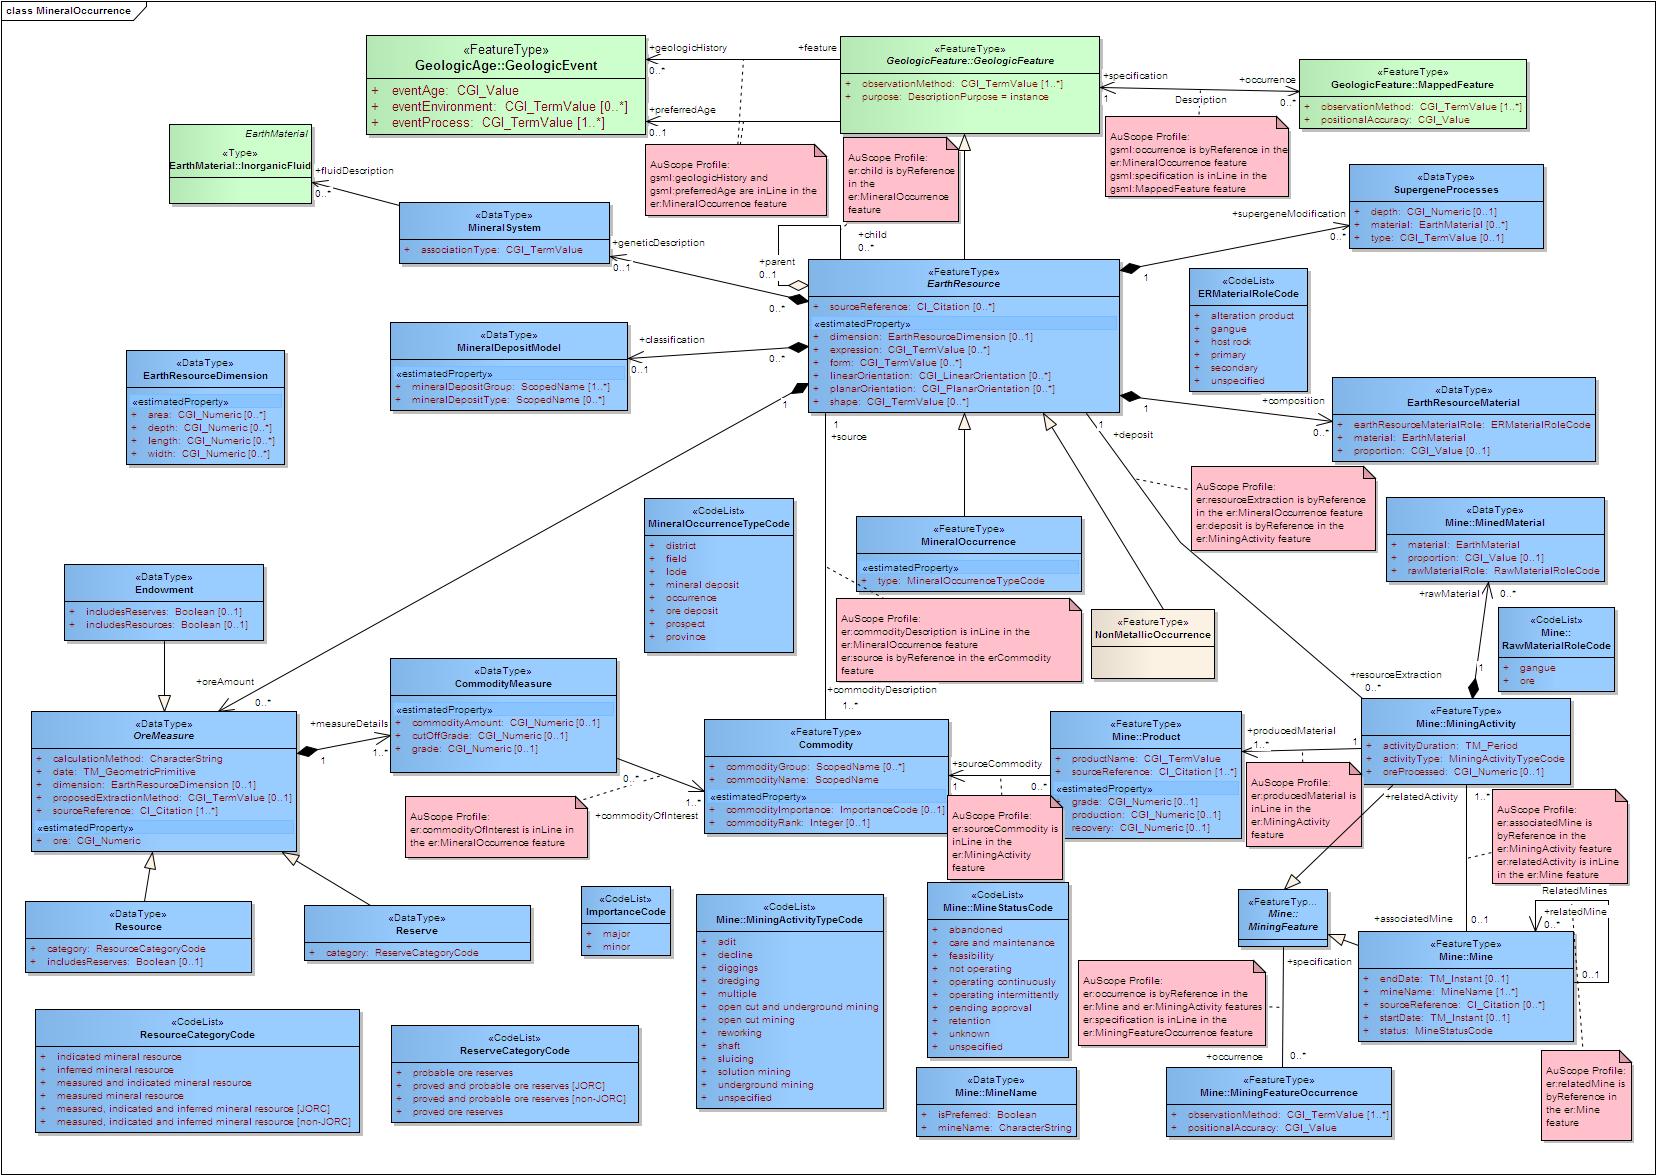 class MineralOccurrence
«FeatureType»
GeologicAge::GeologicEvent
+ eventAge: CGI_Value
+ eventEnvironment: CGI_TermValue [0..*]
+ eventProcess: CGI_TermValue [1..*]
+geologicHistory
0..*
+feature
+preferredAge
0..1
«FeatureType»
GeologicFeature::GeologicFeature
+ observationMethod: CGI_TermValue [1..*]
+ purpose: DescriptionPurpose = instance
+specification
1
Description
+occurrence
0..*
«FeatureType»
GeologicFeature::MappedFeature
+ observationMethod: CGI_TermValue [1..*]
+ positionalAccuracy: CGI_Value
EarthMaterial
«Type»
EarthMaterial::InorganicFluid
+fluidDescription
0..*
AuScope Profile:
gsml:geologicHistory and
gsml:preferredAge are inLine in the
er:MineralOccurrence feature
AuScope Profile:
er:child is byReference
in the
er:MineralOccurrence
feature
AuScope Profile:
gsml:occurrence is byReference in the
er:MineralOccurrence feature
gsml:specification is inLine in the
gsml:MappedFeature feature
«DataType»
SupergeneProcesses
+ depth: CGI_Numeric [0..1]
+ material: EarthMaterial [0..*]
+ type: CGI_TermValue [0..1]
+supergeneModification
0..*
1
«DataType»
MineralSystem
+ associationType: CGI_TermValue
+geneticDescription
0..1
0..*
+child
0..*
+parent
0..1
«FeatureType»
EarthResource
+ sourceReference: CI_Citation [0..*]
«estimatedProperty»
+ dimension: EarthResourceDimension [0..1]
+ expression: CGI_TermValue [0..*]
+ form: CGI_TermValue [0..*]
+ linearOrientation: CGI_LinearOrientation [0..*]
+ planarOrientation: CGI_PlanarOrientation [0..*]
+ shape: CGI_TermValue [0..*]
«CodeList»
ERMaterialRoleCode
+ alteration product
+ gangue
+ host rock
+ primary
+ secondary
+ unspecified
«DataType»
MineralDepositModel
«estimatedProperty»
+ mineralDepositGroup: ScopedName [1..*]
+ mineralDepositType: ScopedName [0..*]
+classification
0..1
0..*
«DataType»
EarthResourceDimension
«estimatedProperty»
+ area: CGI_Numeric [0..*]
+ depth: CGI_Numeric [0..*]
+ length: CGI_Numeric [0..*]
+ width: CGI_Numeric [0..*]
«DataType»
EarthResourceMaterial
+ earthResourceMaterialRole: ERMaterialRoleCode
+ material: EarthMaterial
+ proportion: CGI_Value [0..1]
+composition
0..*
1
1
1
+source
1
+deposit
AuScope Profile:
er:resourceExtraction is byReference
in the er:MineralOccurrence feature
er:deposit is byReference in the
er:MiningActivity feature
«CodeList»
MineralOccurrenceTypeCode
+ district
+ field
+ lode
+ mineral deposit
+ occurrence
+ ore deposit
+ prospect
+ province
«FeatureType»
MineralOccurrence
«estimatedProperty»
+ type: MineralOccurrenceTypeCode
«DataType»
Mine::MinedMaterial
+ material: EarthMaterial
+ proportion: CGI_Value [0..1]
+ rawMaterialRole: RawMaterialRoleCode
+rawMaterial
0..*
1
«DataType»
Endowment
+ includesReserves: Boolean [0..1]
+ includesResources: Boolean [0..1]
AuScope Profile:
er:commodityDescription is inLine in the
er:MineralOccurrence feature
er:source is byReference in the erCommodity
feature
«FeatureType»
NonMetallicOccurrence
«CodeList»
Mine::
RawMaterialRoleCode
+ gangue
+ ore
+oreAmount
0..*
+commodityDescription
1..*
+resourceExtraction
0..*
«DataType»
OreMeasure
+ calculationMethod: CharacterString
+ date: TM_GeometricPrimitive
+ dimension: EarthResourceDimension [0..1]
+ proposedExtractionMethod: CGI_TermValue [0..1]
+ sourceReference: CI_Citation [1..*]
«estimatedProperty»
+ ore: CGI_Numeric
+measureDetails
1..*
1
«DataType»
CommodityMeasure
«estimatedProperty»
+ commodityAmount: CGI_Numeric [0..1]
+ cutOffGrade: CGI_Numeric [0..1]
+ grade: CGI_Numeric [0..1]
0..*
1..*
+commodityOfInterest
«FeatureType»
Commodity
+ commodityGroup: ScopedName [0..*]
+ commodityName: ScopedName
«estimatedProperty»
+ commodityImportance: ImportanceCode [0..1]
+ commodityRank: Integer [0..1]
+sourceCommodity
1
0..*
«FeatureType»
Mine::Product
+ productName: CGI_TermValue
+ sourceReference: CI_Citation [1..*]
«estimatedProperty»
+ grade: CGI_Numeric [0..1]
+ production: CGI_Numeric [0..1]
+ recovery: CGI_Numeric [0..1]
+producedMaterial
1..*
1
«FeatureType»
Mine::MiningActivity
+ activityDuration: TM_Period
+ activityType: MiningActivityTypeCode
+ oreProcessed: CGI_Numeric [0..1]
+relatedActivity
1..*
AuScope Profile:
er:commodityOfInterest is inLine in
the er:MineralOccurrence feature
AuScope Profile:
er:sourceCommodity is
inLine in the
er:MiningActivity
feature
AuScope Profile:
er:producedMaterial is
inLine in the
er:MiningActivity
feature
AuScope Profile:
er:associatedMine is
byReference in the
er:MiningActivity feature
er:relatedActivity is inLine
in the er:Mine feature
«DataType»
Resource
+ category: ResourceCategoryCode
+ includesReserves: Boolean [0..1]
«DataType»
Reserve
+ category: ReserveCategoryCode
«CodeList»
ImportanceCode
+ major
+ minor
«CodeList»
Mine::MiningActivityTypeCode
+ adit
+ decline
+ diggings
+ dredging
+ multiple
+ open cut and underground mining
+ open cut mining
+ reworking
+ shaft
+ sluicing
+ solution mining
+ underground mining
+ unspecified
«CodeList»
Mine::MineStatusCode
+ abandoned
+ care and maintenance
+ feasibility
+ not operating
+ operating continuously
+ operating intermittently
+ pending approval
+ retention
+ unknown
+ unspecified
«FeatureTyp...
Mine::
MiningFeature
+specification
+associatedMine
0..1
RelatedMines
+relatedMine
0..*
0..1
«FeatureType»
Mine::Mine
+ endDate: TM_Instant [0..1]
+ mineName: MineName [1..*]
+ sourceReference: CI_Citation [0..*]
+ startDate: TM_Instant [0..1]
+ status: MineStatusCode
AuScope Profile:
er:occurrence is byReference in the
er:Mine and er:MiningActivity features
er:specification is inLine in the
er:MiningFeatureOccurrence feature
+occurrence
0..*
«CodeList»
ResourceCategoryCode
+ indicated mineral resource
+ inferred mineral resource
+ measured and indicated mineral resource
+ measured mineral resource
+ measured, indicated and inferred mineral resource [JORC]
+ measured, indicated and inferred mineral resource [non-JORC]
«CodeList»
ReserveCategoryCode
+ probable ore reserves
+ proved and probable ore reserves [JORC]
+ proved and probable ore reserves [non-JORC]
+ proved ore reserves
«DataType»
Mine::MineName
+ isPreferred: Boolean
+ mineName: CharacterString
«FeatureType»
Mine::MiningFeatureOccurrence
+ observationMethod: CGI_TermValue [1..*]
+ positionalAccuracy: CGI_Value
AuScope Profile:
er:relatedMine is
byReference in
the er:Mine
feature